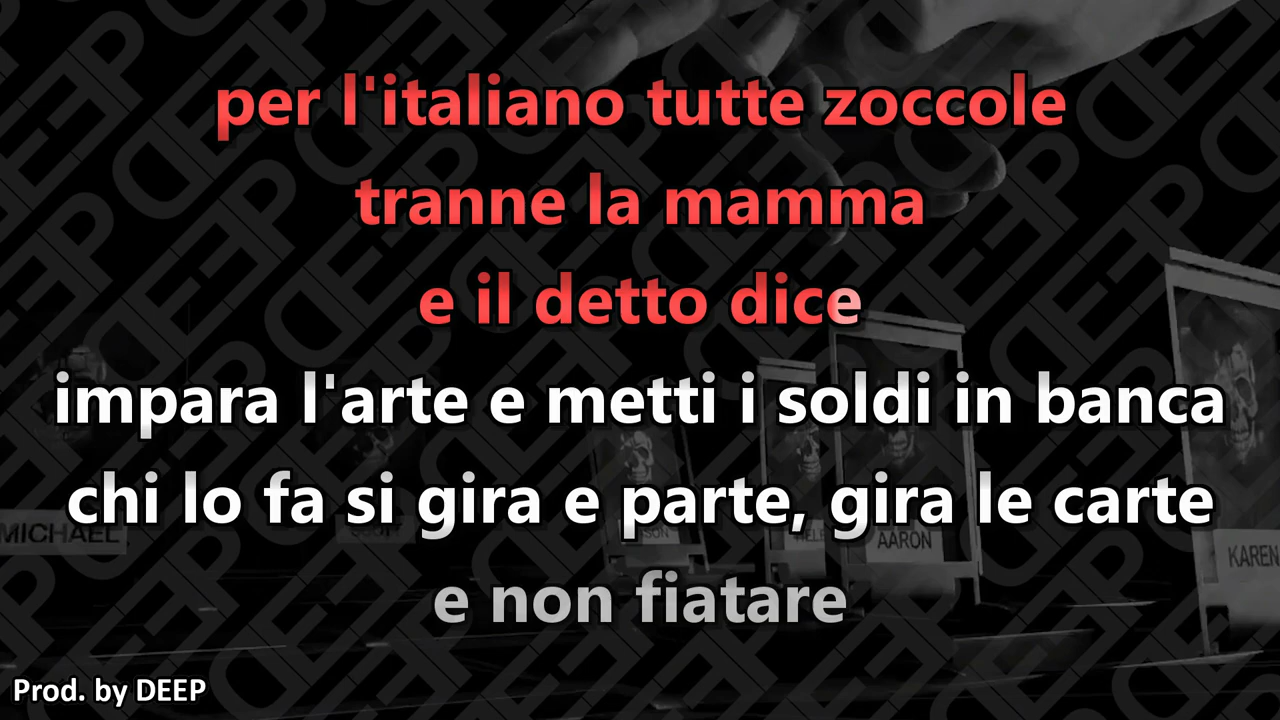 per l'italiano tutte zoccole
tranne la mamma
e il detto dice
impara l'arte e metti i soldi in banca
chi lo fa si gira e parte, gira le carte
e non fiatare
MICHAEL
AARON
KAREN
Prod. by DEEP